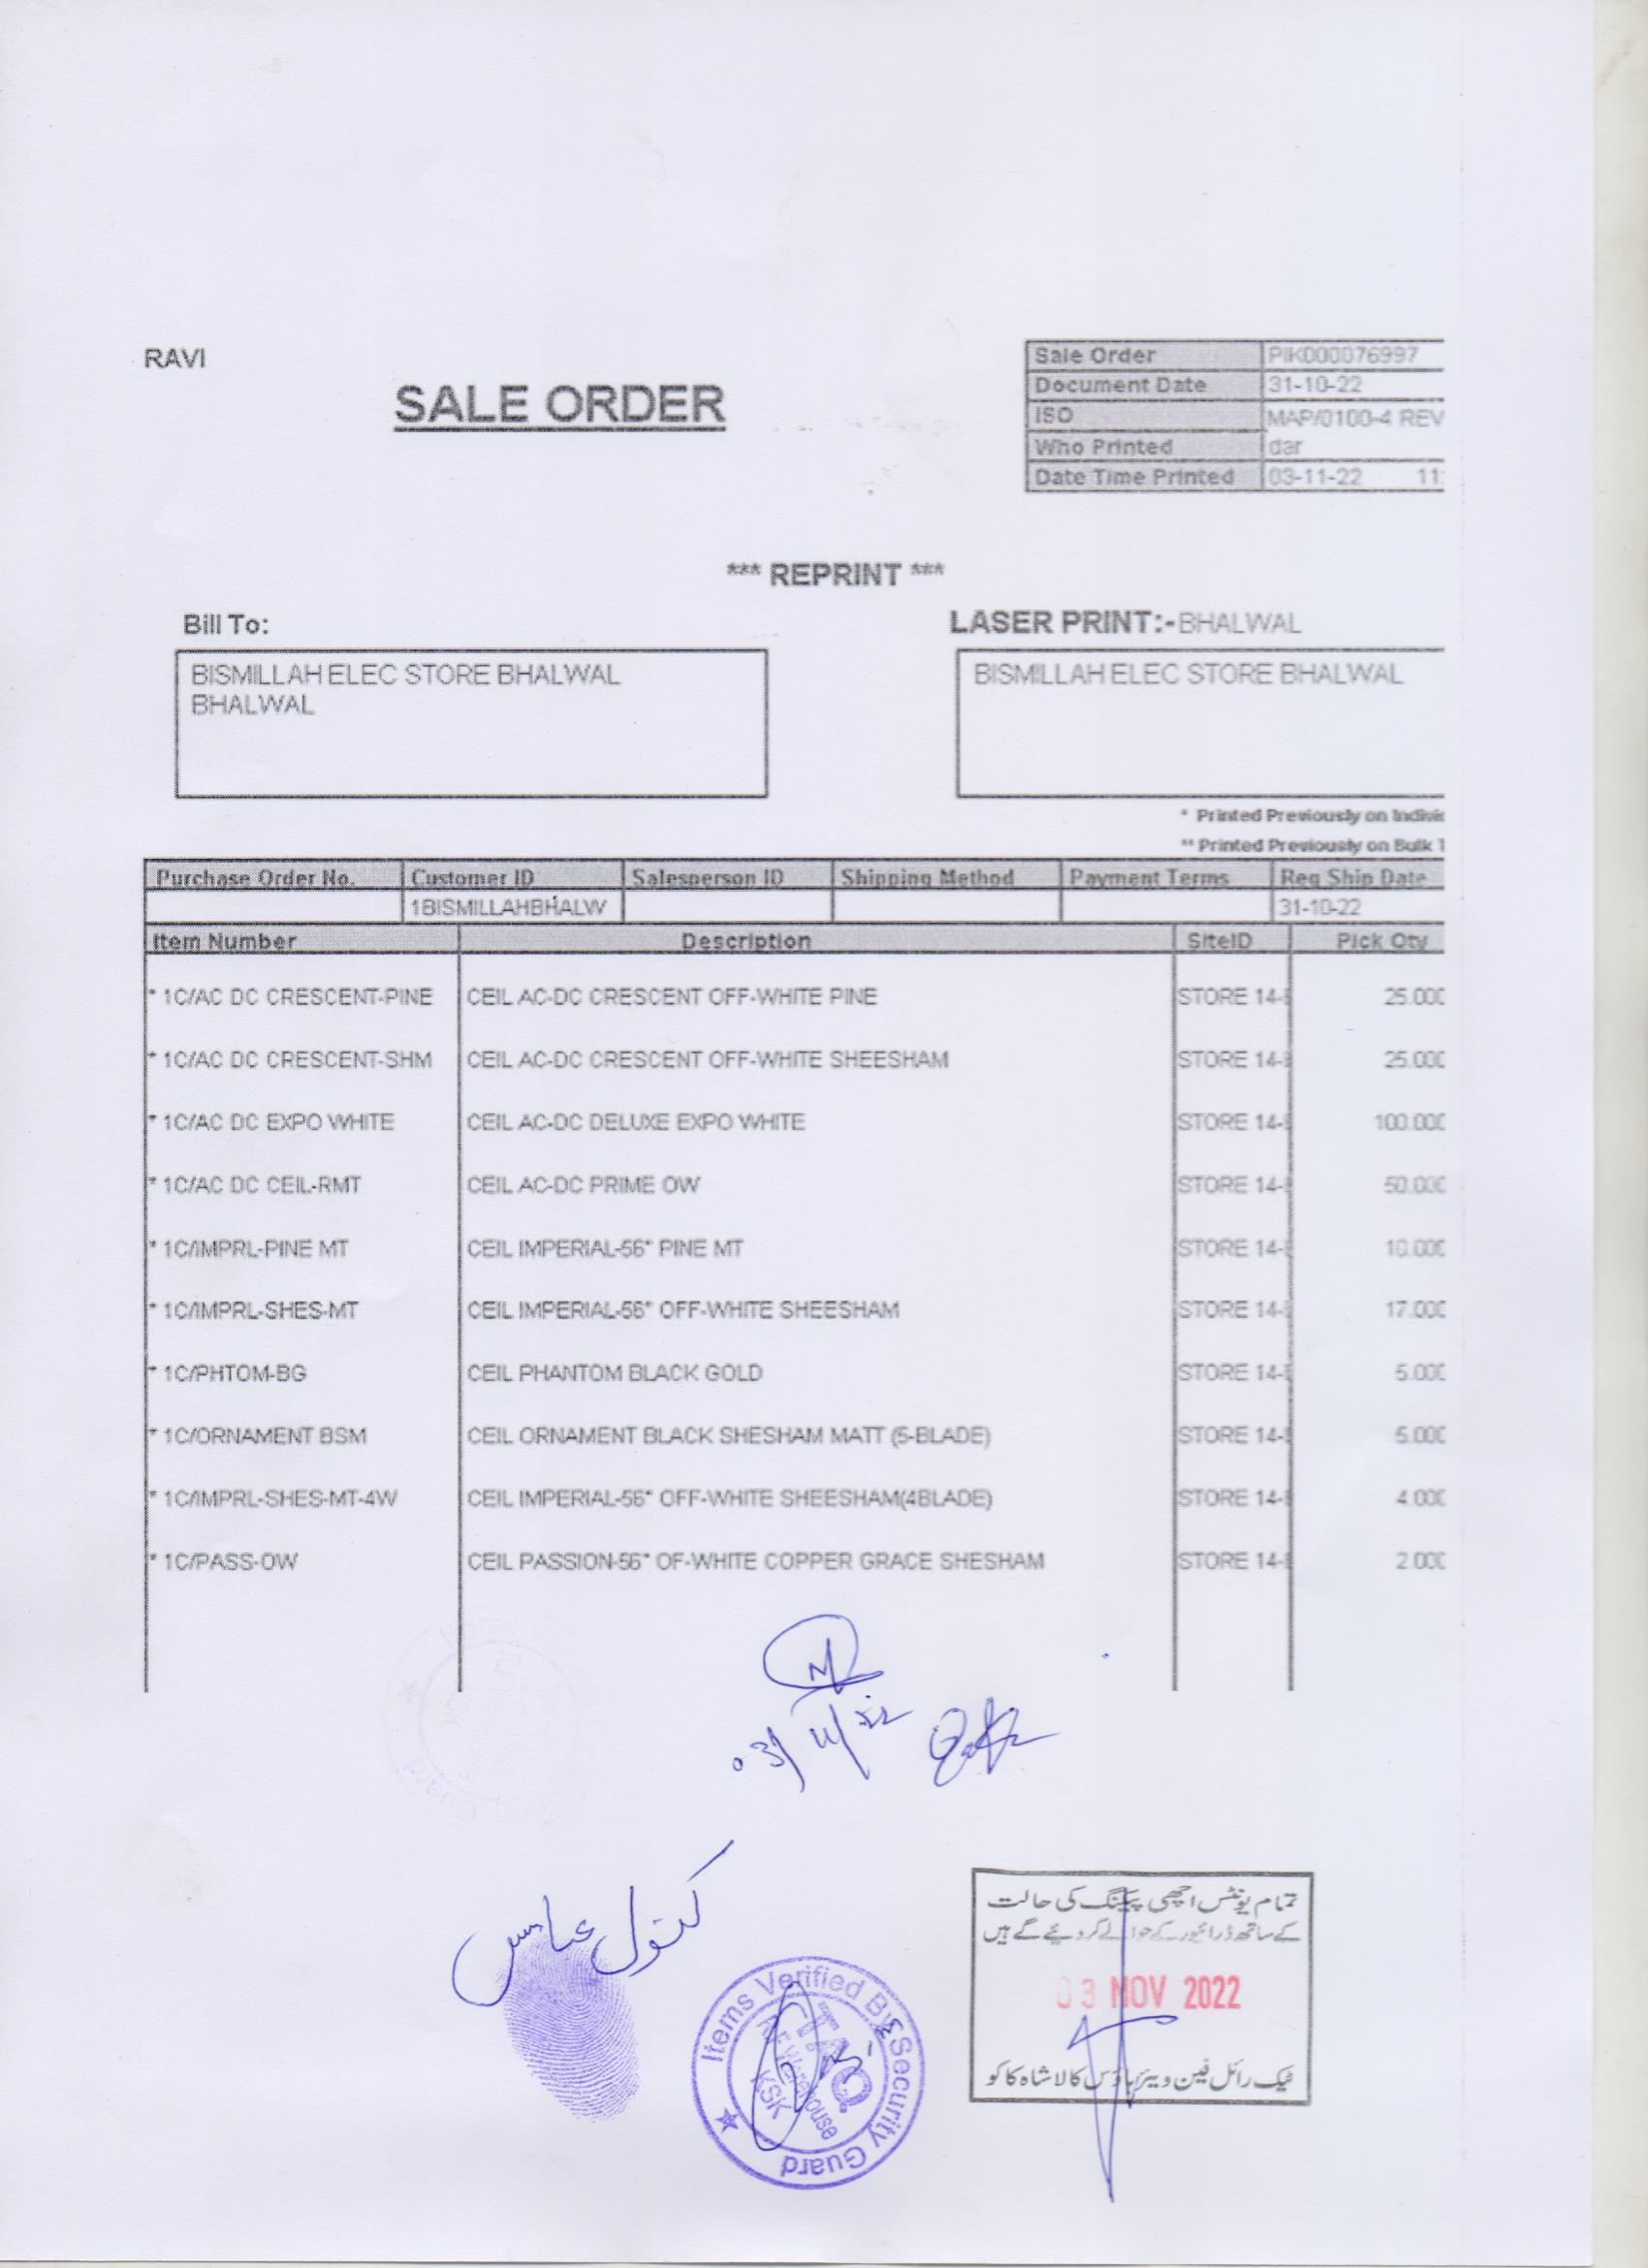 RAVI
SALE ORDER
Sale Order PIK000076997
Document Date 31-10-22
ISO MAP/0100-4 REV
Who Printed dar
Date Time Printed 03-11-22 11:
*** REPRINT ***
Bill To:
LASER PRINT:- BHALWAL
BISMILLAH ELEC STORE BHALWAL
BHALWAL
BISMILLAH ELEC STORE BHALWAL
* Printed Previously on
** Printed Previously on Bulk
Purchase Order No. Customer ID Salesperson ID Shipping Method Payment Terms Req Ship Date
1BISMILLAHBHALW 31-10-22
Item Number Description SiteID Pick Qty
* 1C/AC DC CRESCENT-PINE CEIL AC-DC CRESCENT OFF-WHITE PINE STORE 14- 25.000
* 1C/AC DC CRESCENT-SHM CEIL AC-DC CRESCENT OFF-WHITE SHEESHAM STORE 14- 25.000
* 1C/AC DC EXPO WHITE CEIL AC-DC DELUXE EXPO WHITE STORE 14- 100.000
* 1C/AC DC CEIL-RMT CEIL AC-DC PRIME OW STORE 14- 50.000
* 1C/IMPRL-PINE MT CEIL IMPERIAL-56" PINE MT STORE 14- 10.000
* 1C/IMPRL-SHES-MT CEIL IMPERIAL-56" OFF-WHITE SHEESHAM STORE 14- 17.000
* 1C/PHTOM-BG CEIL PHANTOM BLACK GOLD STORE 14- 5.000
* 1C/ORNAMENT BSM CEIL ORNAMENT BLACK SHESHAM MATT (5-BLADE) STORE 14- 5.000
* 1C/IMPRL-SHES-MT-4W CEIL IMPERIAL-56" OFF-WHITE SHEESHAM(4BLADE) STORE 14- 4.000
* 1C/PASS-OW CEIL PASSION-56" OF-WHITE COPPER GRACE SHESHAM STORE 14- 2.000
03/11/22
عباس
تمام یونٹس اچھی پیکنگ کی حالت
کے ساتھ ڈرائیور کے حوالے کر دیئے گے ہیں
03 NOV 2022
ٹیک رائل فین ویئر ہاؤس کالا شاہ کاکو
Items Verified By Security Guard
RF Warehouse
KSK